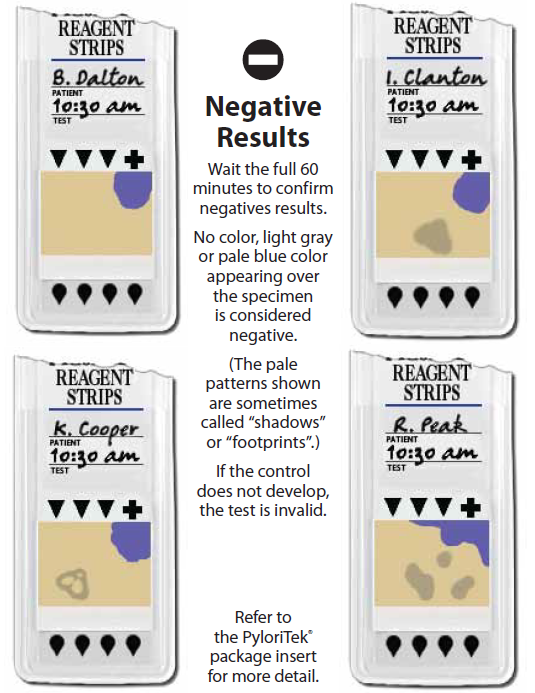 REAGENT
STRIPS
B. Dalton
PATIENT
10:30 am
TEST
REAGENT
STRIPS
I. Clanton
PATIENT
10:30 am
TEST
Negative
Results
Wait the full 60
minutes to confirm
negatives results.
No color, light gray
or pale blue color
appearing over
the specimen
is considered
negative.
(The pale
patterns shown
are sometimes
called “shadows”
or “footprints”.)
If the control
does not develop,
the test is invalid.
Refer to
the PyloriTek®
package insert
for more detail.
REAGENT
STRIPS
K. Cooper
PATIENT
10:30 am
TEST
REAGENT
STRIPS
R. Peak
PATIENT
10:30 am
TEST